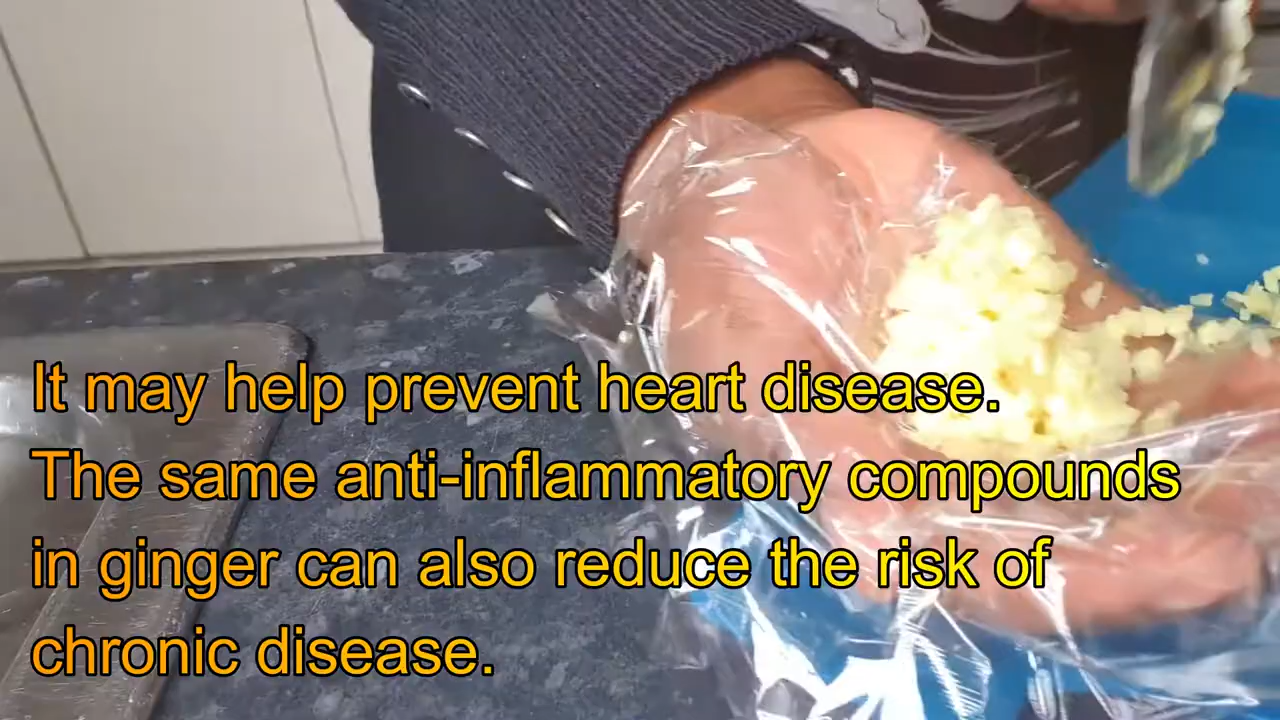 It may help prevent heart disease.
The same anti-inflammatory compounds
in ginger can also reduce the risk of
chronic disease.